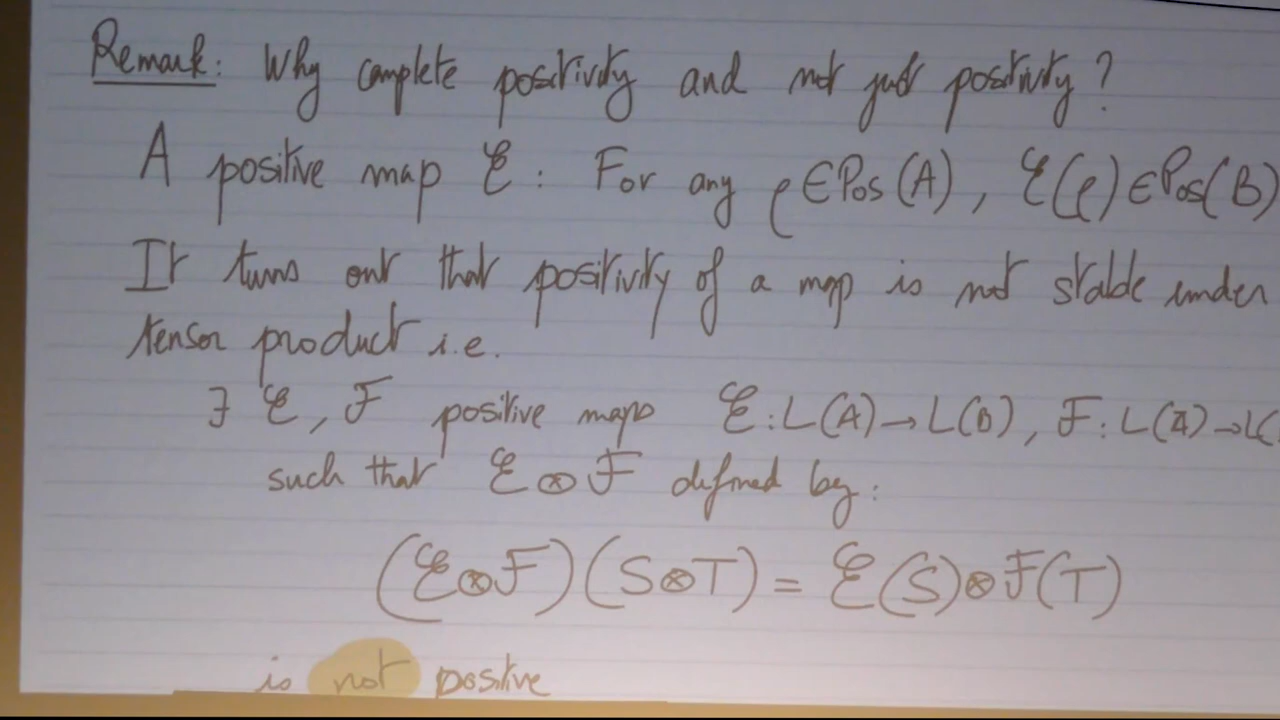 Remark: Why complete positivity and not just positivity?
A positive map ℰ: For any ρ ∈ Pos(A), ℰ(ρ) ∈ Pos(B)
It turns out that positivity of a map is not stable under
tensor product i.e.
∃ ℰ, ℱ positive maps ℰ: L(A) → L(B), ℱ: L(A) → L(
such that ℰ ⊗ ℱ defined by:
(ℰ ⊗ ℱ)(S ⊗ T) = ℰ(S) ⊗ ℱ(T)
is not positive